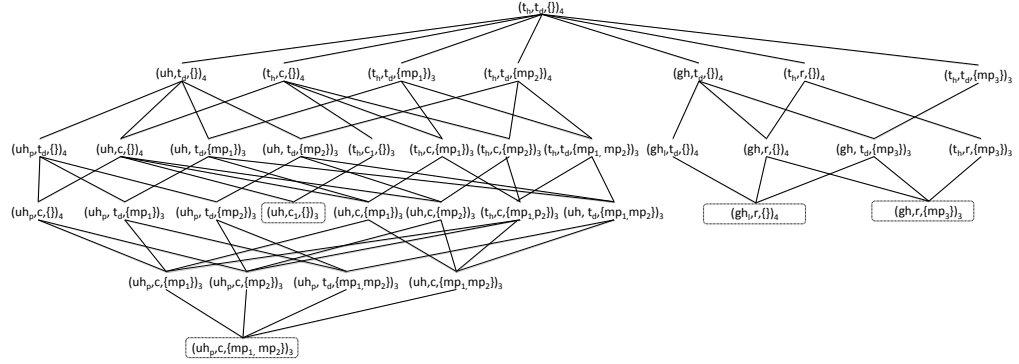 (t_h,t_d,{})_4
(uh,t_d,{})_4 (t_h,c,{})_4 (t_h,t_d,{mp_1})_3 (t_h,t_d,{mp_2})_4 (gh,t_d,{})_4 (t_h,r,{})_4 (t_h,t_d,{mp_3})_3
(uh_p,t_d,{})_4 (uh,c,{})_4 (uh, t_d,{mp_1})_3 (uh, t_d,{mp_2})_3 (t_h,c_1,{})_3 (t_h,c,{mp_1})_3 (t_h,c,{mp_2})_3 (t_h,t_d,{mp_1, mp_2})_3 (gh_l,t_d,{})_4 (gh,r,{})_4 (gh, t_d,{mp_3})_3 (t_h,r,{mp_3})_3
(uh_p,c,{})_4 (uh_p, t_d,{mp_1})_3 (uh_p, t_d,{mp_2})_3 (uh,c_1,{})_3 (uh,c,{mp_1})_3 (uh,c,{mp_2})_3 (t_h,c,{mp_1,p2})_3 (uh, t_d,{mp_1,mp_2})_3 (gh_l,r,{})_4 (gh,r,{mp_3})_3
(uh_p,c,{mp_1})_3 (uh_p,c,{mp_2})_3 (uh_p, t_d,{mp_1,mp_2})_3 (uh,c,{mp_1,mp_2})_3
(uh_p,c,{mp_1, mp_2})_3